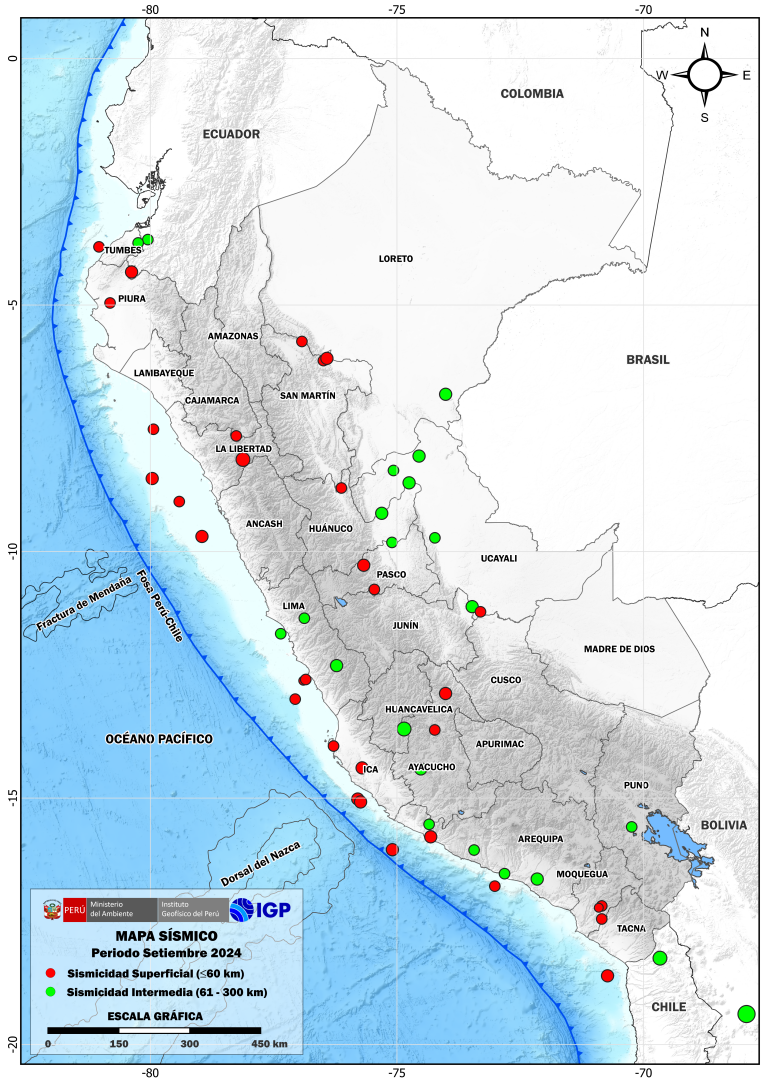 -80
-75
-70
N
W
E
S
0
COLOMBIA
ECUADOR
TUMBES
LORETO
PIURA
-5
AMAZONAS
BRASIL
LAMBAYEQUE
SAN MARTÍN
CAJAMARCA
LA LIBERTAD
ANCASH
HUÁNUCO
-10
UCAYALI
PASCO
Fractura de Mendaña
Fosa Perú-Chile
LIMA
JUNÍN
MADRE DE DIOS
CUSCO
HUANCAVELICA
OCÉANO PACÍFICO
APURIMAC
ICA
AYACUCHO
PUNO
-15
BOLIVIA
AREQUIPA
Dorsal del Nazca
MOQUEGUA
TACNA
CHILE
PERÚ
Ministerio
del Ambiente
Instituto
Geofísico del Perú
IGP
MAPA SÍSMICO
Periodo Setiembre 2024
Sismicidad Superficial (≤60 km)
Sismicidad Intermedia (61 - 300 km)
ESCALA GRÁFICA
0 150 300 450 km
-20
-80
-75
-70